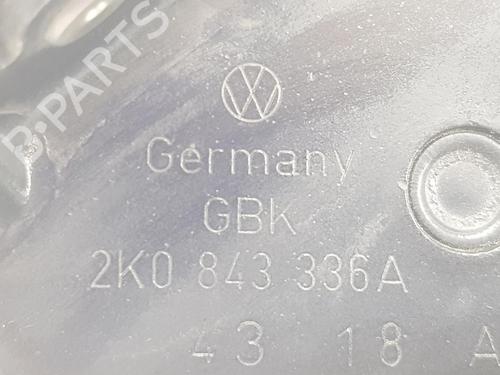 B-PARTS
Germany
GBK
2K0 843 336A
43 18 A